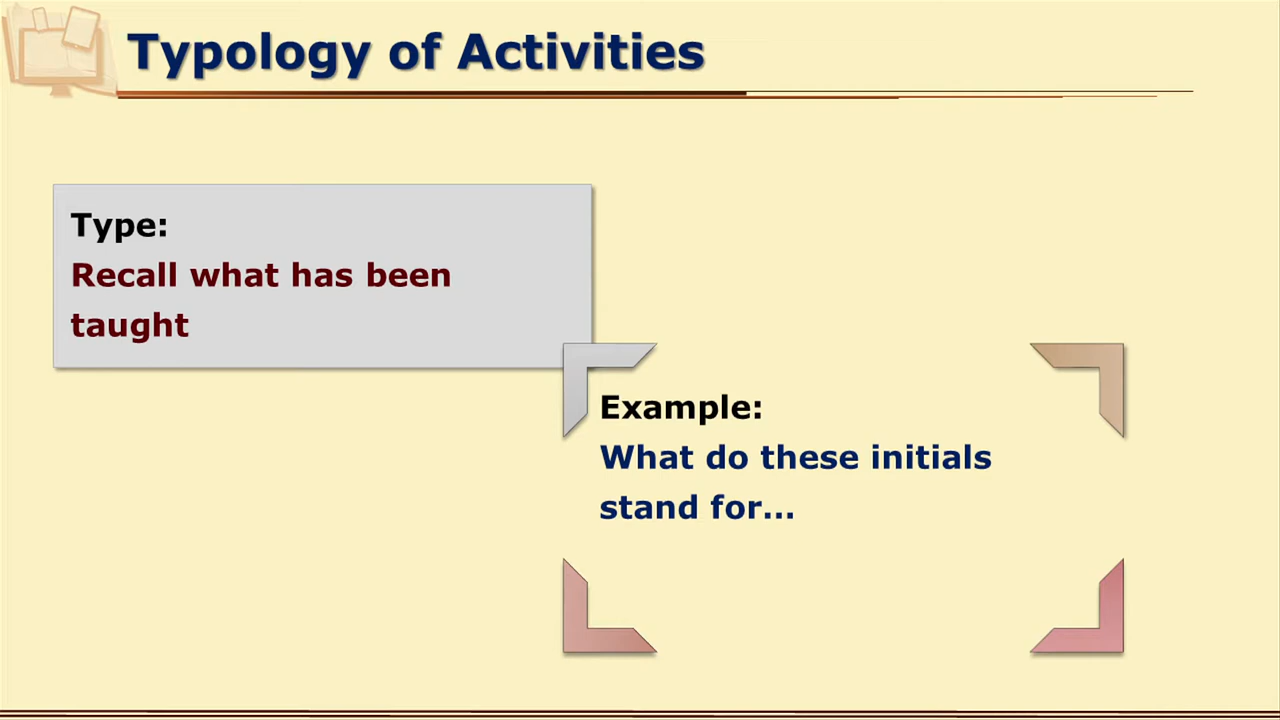 Typology of Activities
Type:
Recall what has been
taught
Example:
What do these initials
stand for...